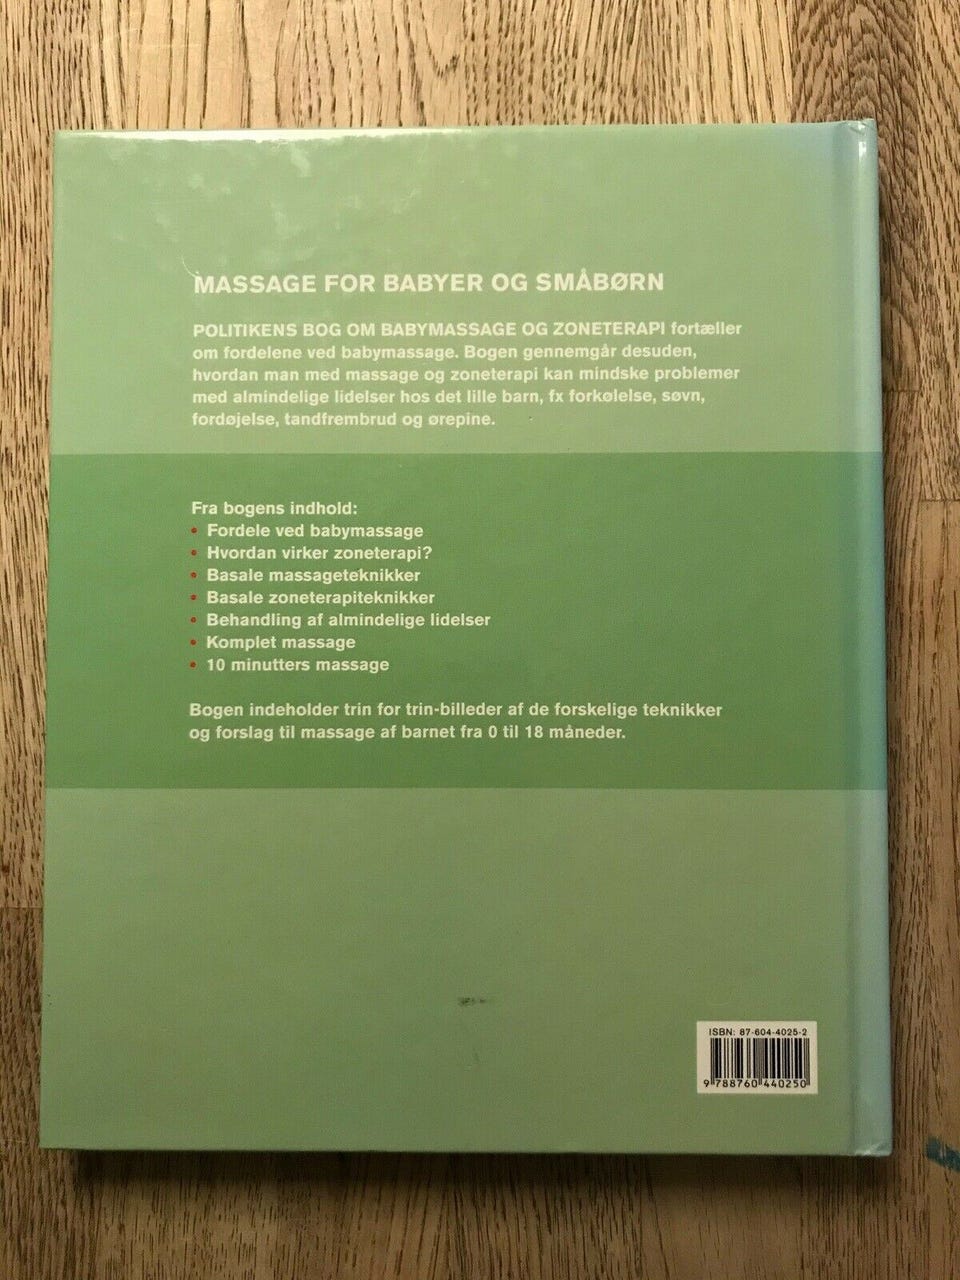 MASSAGE FOR BABYER OG SMÅBØRN
POLITIKENS BOG OM BABYMASSAGE OG ZONETERAPI fortæller
om fordelene ved babymassage. Bogen gennemgår desuden,
hvordan man med massage og zoneterapi kan mindske problemer
med almindelige lidelser hos det lille barn, fx forkølelse, søvn,
fordøjelse, tandfrembrud og ørepine.
Fra bogens indhold:
• Fordele ved babymassage
• Hvordan virker zoneterapi?
• Basale massageteknikker
• Basale zoneterapiteknikker
• Behandling af almindelige lidelser
• Komplet massage
• 10 minutters massage
Bogen indeholder trin for trin-billeder af de forskelige teknikker
og forslag til massage af barnet fra 0 til 18 måneder.
ISBN: 87-604-4025-2
9 788760 440250